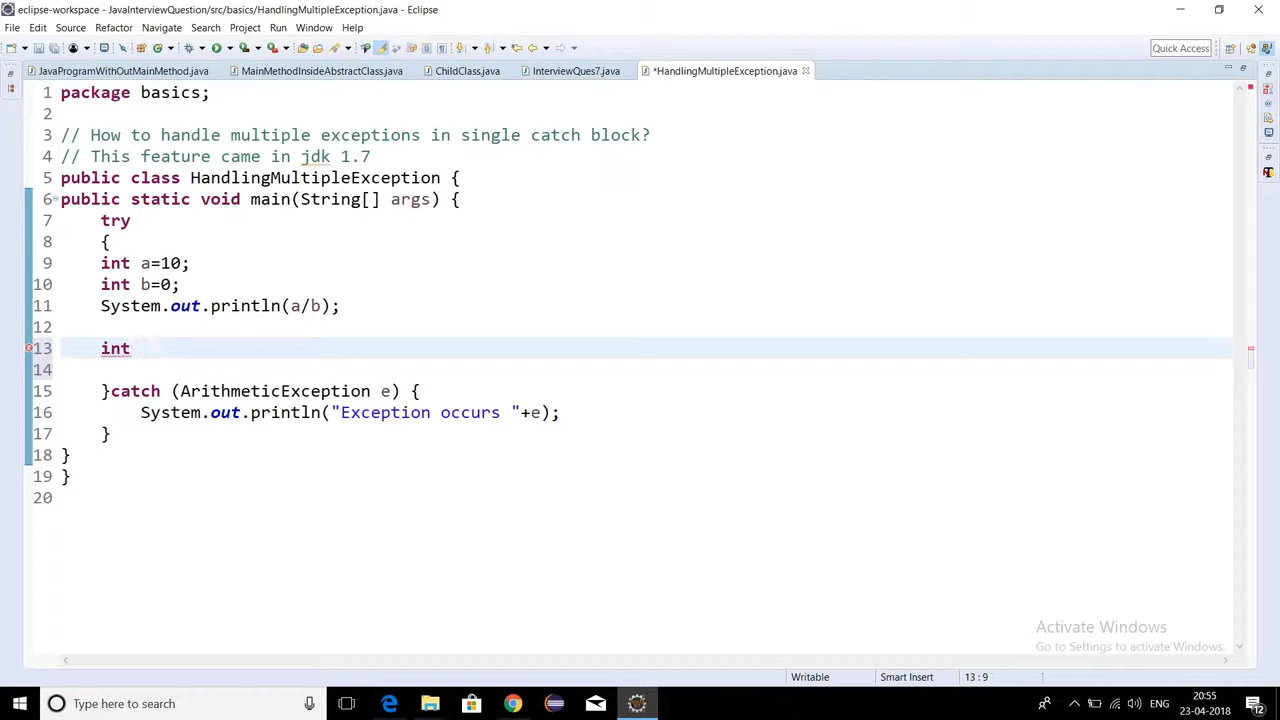 eclipse-workspace - JavaInterviewQuestion/src/basics/HandlingMultipleException.java - Eclipse
File Edit Source Refactor Navigate Search Project Run Window Help
Quick Access
JavaProgramWithOutMainMethod.java MainMethodInsideAbstractClass.java ChildClass.java InterviewQues7.java *HandlingMultipleException.java
1 package basics;
2
3 // How to handle multiple exceptions in single catch block?
4 // This feature came in jdk 1.7
5 public class HandlingMultipleException {
6 public static void main(String[] args) {
7 try
8 {
9 int a=10;
10 int b=0;
11 System.out.println(a/b);
12
13 int
14
15 }catch (ArithmeticException e) {
16 System.out.println("Exception occurs "+e);
17 }
18 }
19 }
20
Activate Windows
Go to Settings to activate Windows.
Writable Smart Insert 13 : 9
Type here to search
ENG
20:55
23-04-2018
12